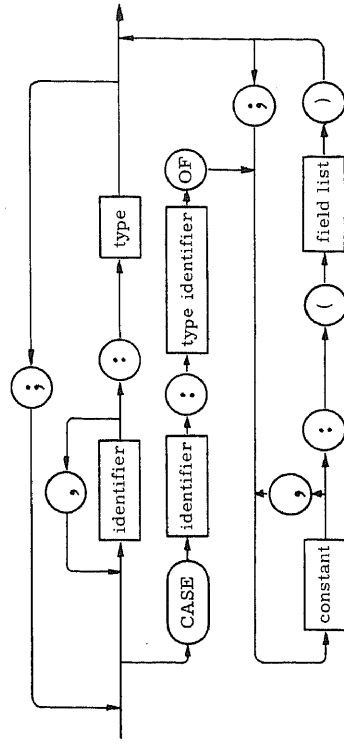 ;
,
identifier : type
CASE identifier : type identifier OF
;
,
constant : ( field list )